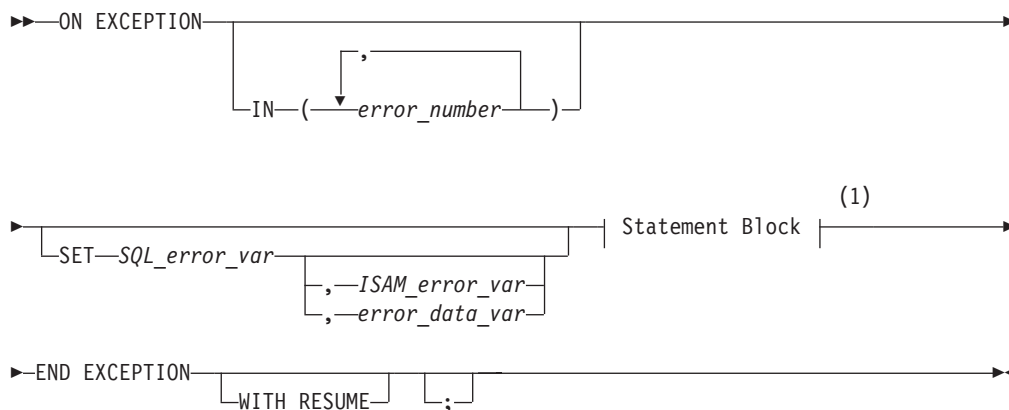 ON EXCEPTION
,
IN ( error_number )
(1)
Statement Block
SET SQL_error_var
, ISAM_error_var
, error_data_var
END EXCEPTION
WITH RESUME ;